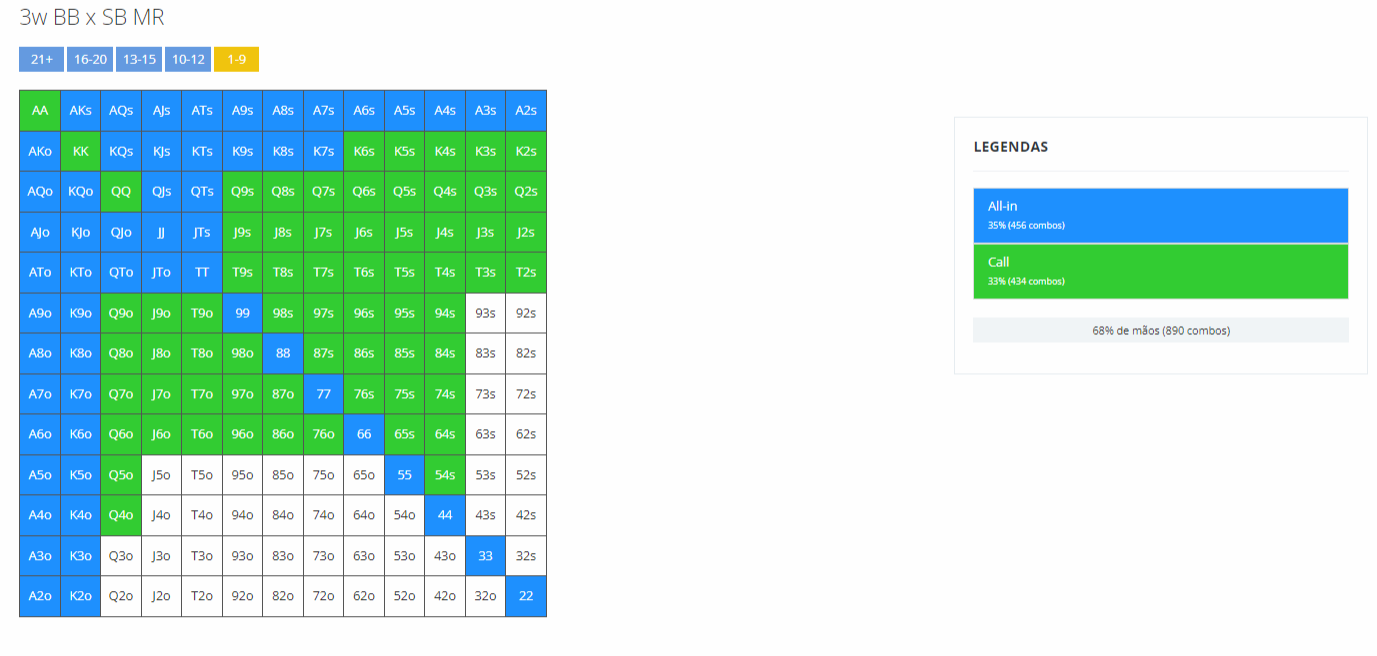 3w BB x SB MR
21+ 16-20 13-15 10-12 1-9
AA AKs AQs AJs ATs A9s A8s A7s A6s A5s A4s A3s A2s
AKo KK KQs KJs KTs K9s K8s K7s K6s K5s K4s K3s K2s
AQo KQo QQ QJs QTs Q9s Q8s Q7s Q6s Q5s Q4s Q3s Q2s
AJo KJo QJo JJ JTs J9s J8s J7s J6s J5s J4s J3s J2s
ATo KTo QTo JTo TT T9s T8s T7s T6s T5s T4s T3s T2s
A9o K9o Q9o J9o T9o 99 98s 97s 96s 95s 94s 93s 92s
A8o K8o Q8o J8o T8o 98o 88 87s 86s 85s 84s 83s 82s
A7o K7o Q7o J7o T7o 97o 87o 77 76s 75s 74s 73s 72s
A6o K6o Q6o J6o T6o 96o 86o 76o 66 65s 64s 63s 62s
A5o K5o Q5o J5o T5o 95o 85o 75o 65o 55 54s 53s 52s
A4o K4o Q4o J4o T4o 94o 84o 74o 64o 54o 44 43s 42s
A3o K3o Q3o J3o T3o 93o 83o 73o 63o 53o 43o 33 32s
A2o K2o Q2o J2o T2o 92o 82o 72o 62o 52o 42o 32o 22
LEGENDAS
All-in
35% (456 combos)
Call
33% (434 combos)
68% de mãos (890 combos)